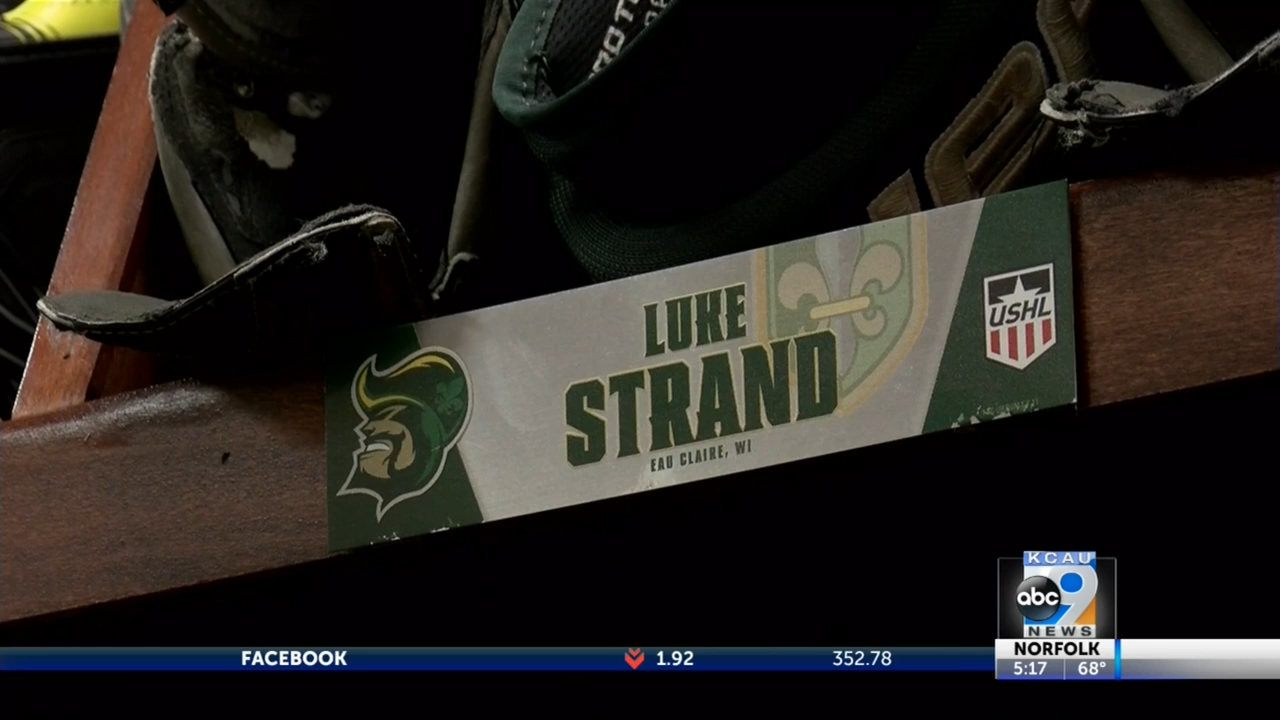 LUKE
STRAND
EAU CLAIRE, WI
USHL
KCAU
abc 9
NEWS
NORFOLK
5:17 68°
FACEBOOK 1.92 352.78